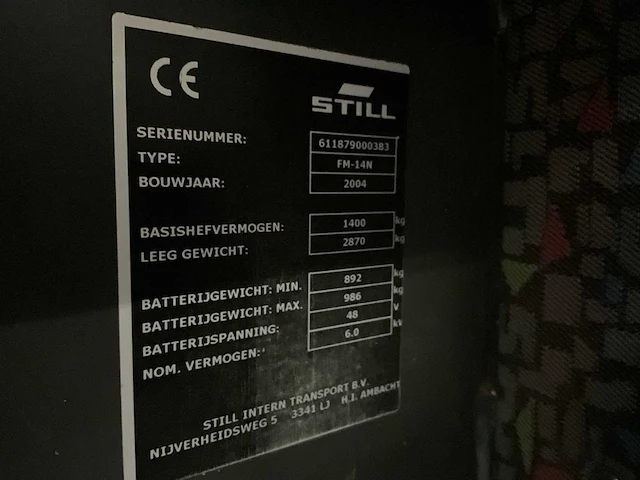 CE
STILL
SERIENUMMER: 611879000383
TYPE: FM-14N
BOUWJAAR: 2004
BASISHEFVERMOGEN: 1400 kg
LEEG GEWICHT: 2870 kg
BATTERIJGEWICHT: MIN. 892 kg
BATTERIJGEWICHT: MAX. 986 kg
BATTERIJSPANNING: 48 V
NOM. VERMOGEN: 6.0 kW
STILL INTERN TRANSPORT B.V.
NIJVERHEIDSWEG 5 3341 LJ H.I. AMBACHT